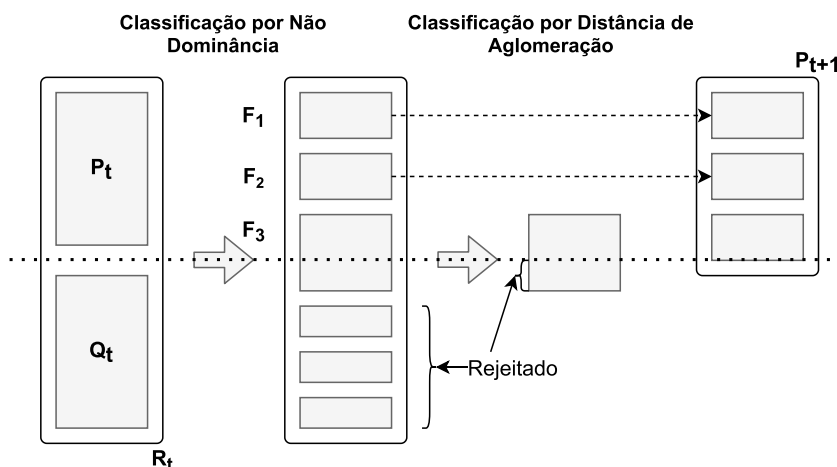 Classificação por Não
Dominância
Classificação por Distância de
Aglomeração
Pt+1
F1
Pt
F2
F3
Qt
Rejeitado
Rt